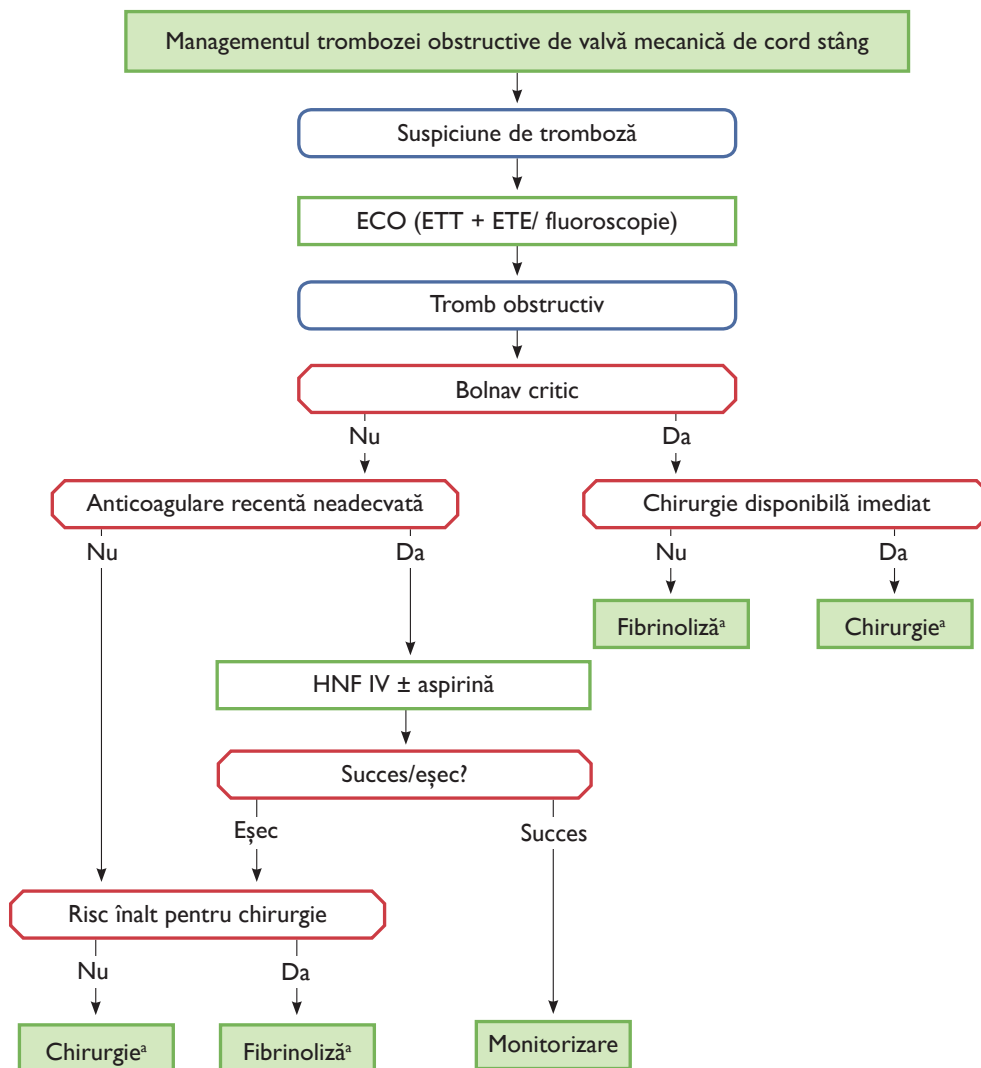 Managementul trombozei obstructive de valvă mecanică de cord stâng
Suspiciune de tromboză
ECO (ETT + ETE/ fluoroscopie)
Tromb obstructiv
Bolnav critic
Nu
Da
Anticoagulare recentă neadecvată
Chirurgie disponibilă imediat
Nu
Da
Nu
Da
Fibrinolizăᵃ
Chirurgieᵃ
HNF IV ± aspirină
Succes/eșec?
Eșec
Succes
Risc înalt pentru chirurgie
Nu
Da
Chirurgieᵃ
Fibrinolizăᵃ
Monitorizare